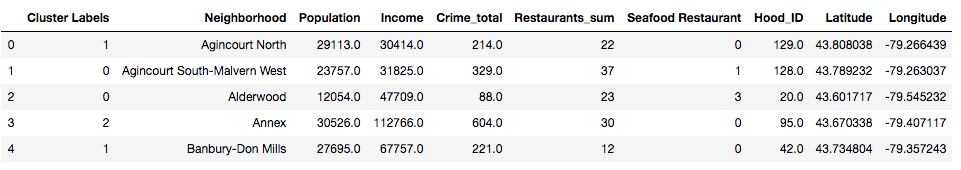 Cluster Labels Neighborhood Population Income Crime_total Restaurants_sum Seafood Restaurant Hood_ID Latitude Longitude
0 1 Agincourt North 29113.0 30414.0 214.0 22 0 129.0 43.808038 -79.266439
1 0 Agincourt South-Malvern West 23757.0 31825.0 329.0 37 1 128.0 43.789232 -79.263037
2 0 Alderwood 12054.0 47709.0 88.0 23 3 20.0 43.601717 -79.545232
3 2 Annex 30526.0 112766.0 604.0 30 0 95.0 43.670338 -79.407117
4 1 Banbury-Don Mills 27695.0 67757.0 221.0 12 0 42.0 43.734804 -79.357243